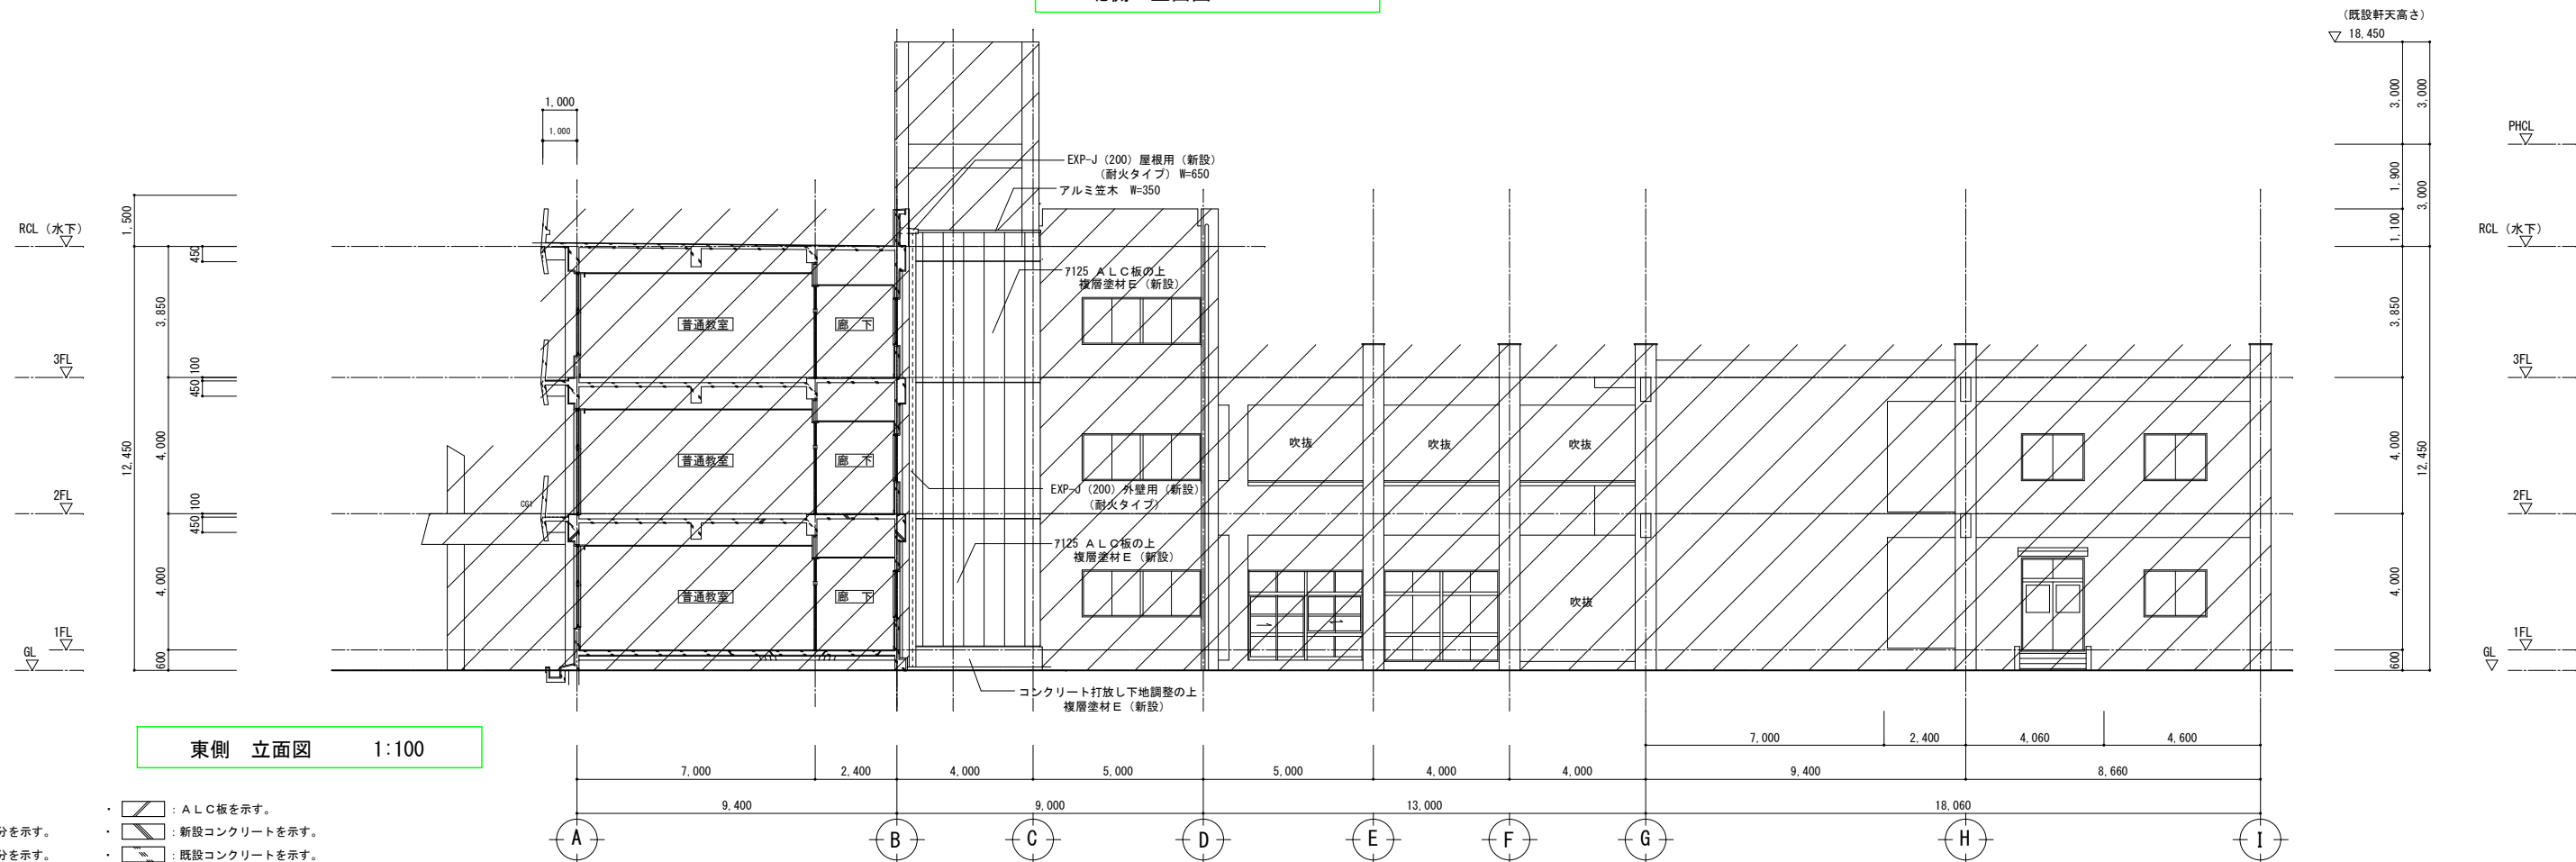 (既設軒天高さ)
18,450
1,000
1,000
3,000
3,000
PHCL
EXP-J (200) 屋根用 (新設)
(耐火タイプ) W=650
アルミ笠木 W=350
1,900
3,000
1,500
1,100
RCL (水下)
RCL (水下)
450
ｱ125 ＡＬＣ板の上
複層塗材Ｅ (新設)
3,850
3,850
普通教室
廊 下
3FL
3FL
100
450
12,450
4,000
吹抜
吹抜
吹抜
4,000
12,450
普通教室
廊 下
EXP-J (200) 外壁用 (新設)
(耐火タイプ)
2FL
2FL
100
450
ｱ125 ＡＬＣ板の上
複層塗材Ｅ (新設)
4,000
4,000
普通教室
廊 下
吹抜
1FL
1FL
GL
GL
600
600
コンクリート打放し下地調整の上
複層塗材Ｅ (新設)
東側 立面図 1:100
7,000
2,400
4,060
4,600
7,000
2,400
4,000
5,000
5,000
4,000
4,000
9,400
8,660
9,400
9,000
13,000
18,060
・ : ＡＬＣ板を示す。
分を示す。 ・ : 新設コンクリートを示す。
分を示す。 ・ : 既設コンクリートを示す。
A
B
C
D
E
F
G
H
I